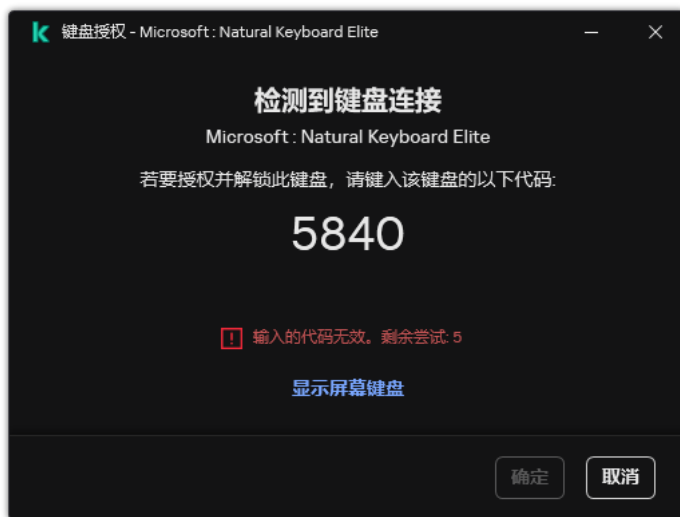 键盘授权 - Microsoft : Natural Keyboard Elite
检测到键盘连接
Microsoft : Natural Keyboard Elite
若要授权并解锁此键盘，请键入该键盘的以下代码:
5840
输入的代码无效。剩余尝试: 5
显示屏幕键盘
确定 取消